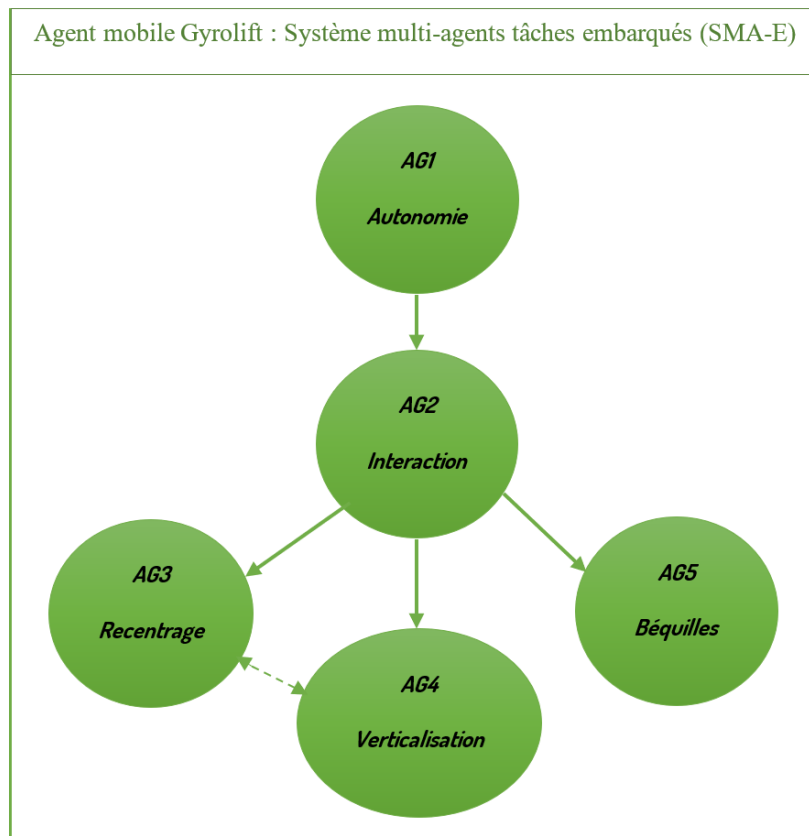 Agent mobile Gyrolift : Système multi-agents tâches embarqués (SMA-E)
AG1
Autonomie
AG2
Interaction
AG3
Recentrage
AG4
Verticalisation
AG5
Béquilles